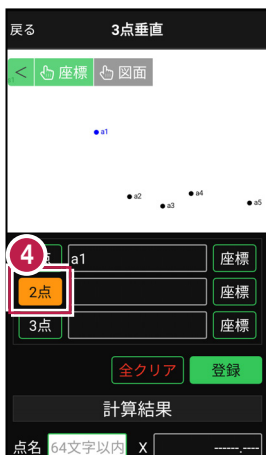 戻る 3点垂直
< 座標 図面
a1
a2 a4
a3 a5
4 点 a1 座標
2点 座標
3点 座標
全クリア 登録
計算結果
点名 64文字以内 X ------.----